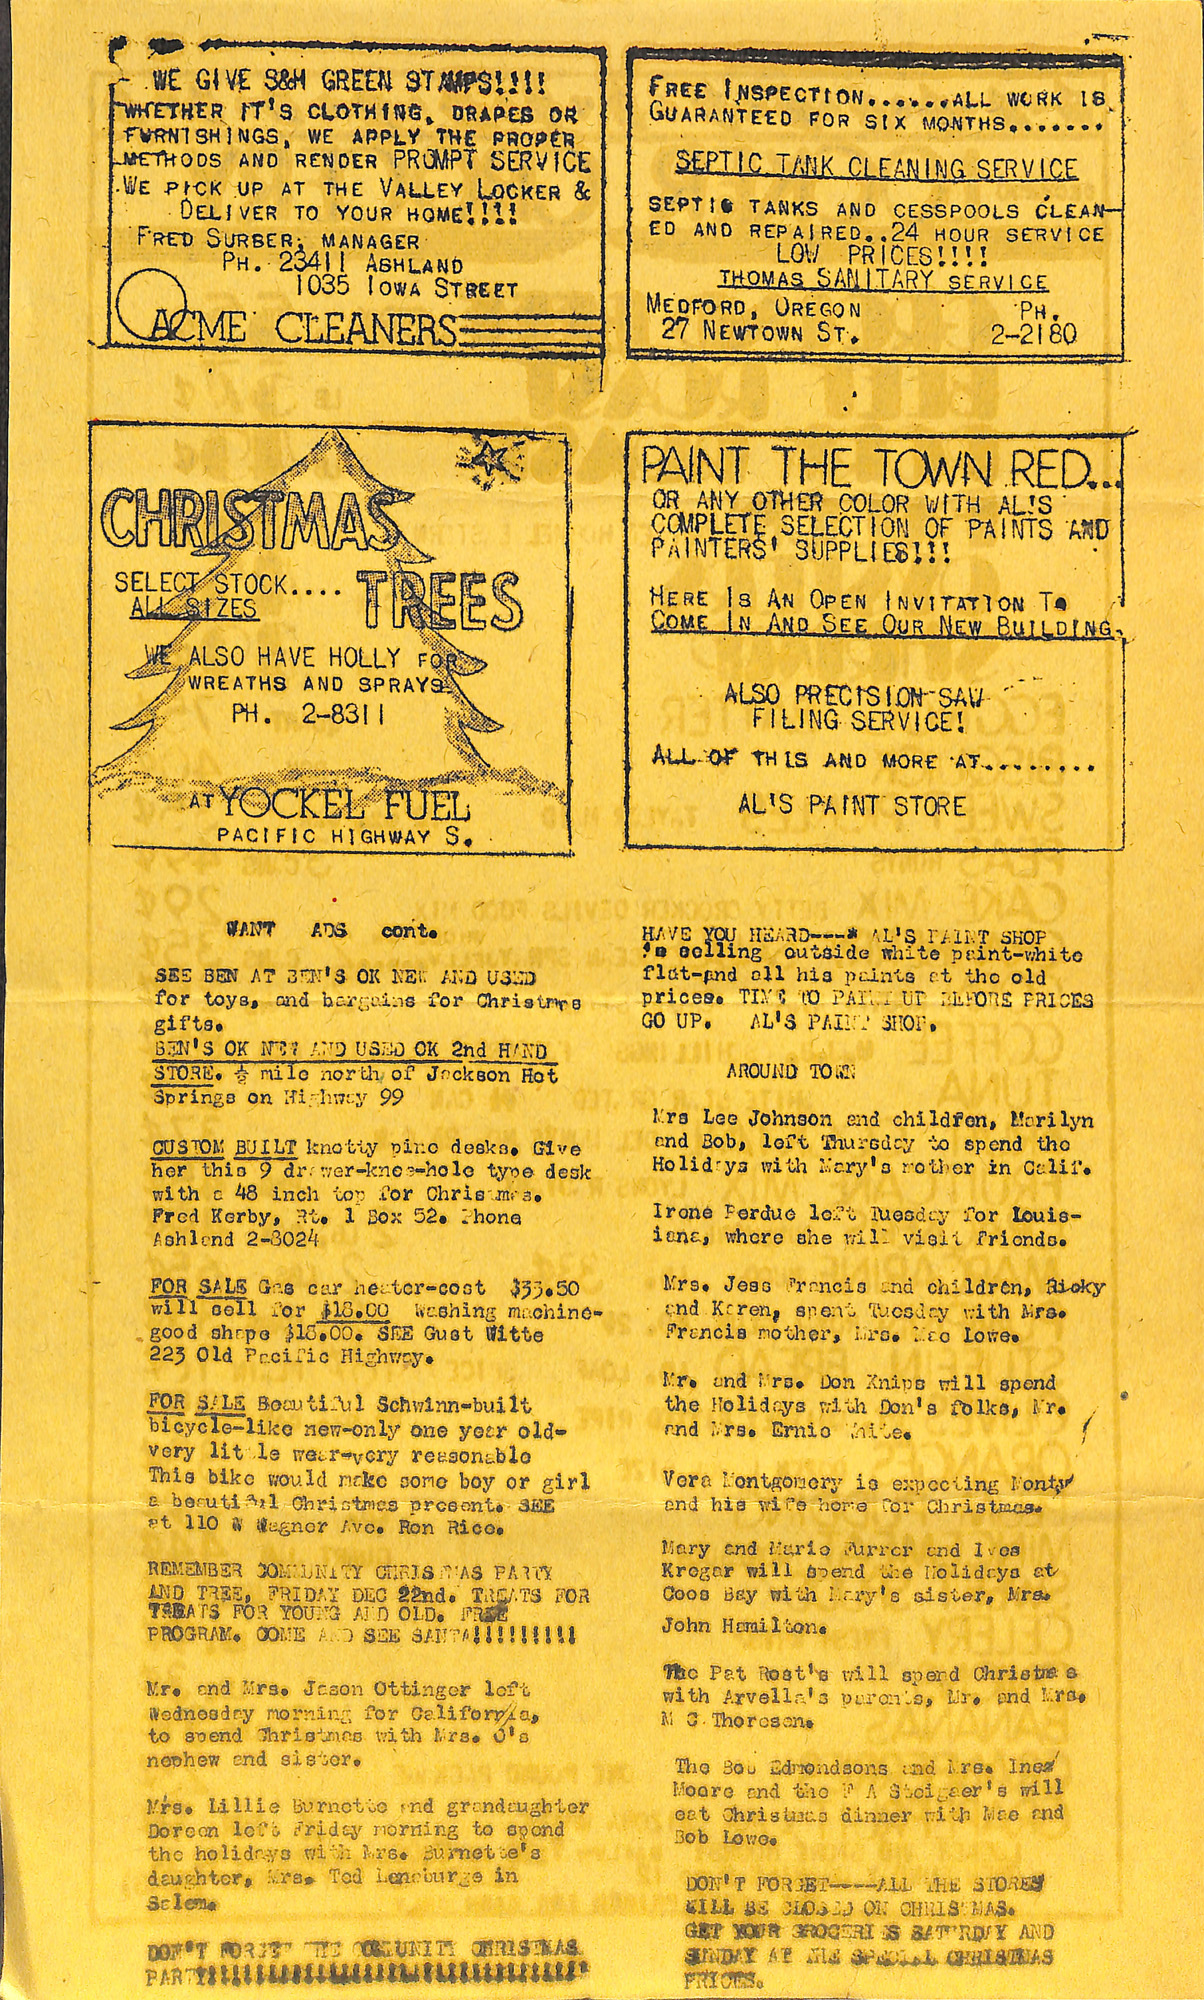 WE GIVE S&H GREEN STAMPS!!!!
WHETHER IT'S CLOTHING, DRAPES OR
FURNISHINGS, WE APPLY THE PROPER
METHODS AND RENDER PROMPT SERVICE
WE PICK UP AT THE VALLEY LOCKER &
DELIVER TO YOUR HOME!!!!
FRED SURBER, MANAGER
PH. 23411 ASHLAND
1035 IOWA STREET
ACME CLEANERS
FREE INSPECTION.......ALL WORK IS
GUARANTEED FOR SIX MONTHS.......
SEPTIC TANK CLEANING SERVICE
SEPTIC TANKS AND CESSPOOLS CLEAN-
ED AND REPAIRED..24 HOUR SERVICE
LOW PRICES!!!!
THOMAS SANITARY SERVICE
MEDFORD, OREGON PH.
27 NEWTOWN ST. 2-2180
CHRISTMAS
SELECT STOCK.... TREES
ALL SIZES
WE ALSO HAVE HOLLY FOR
WREATHS AND SPRAYS
PH. 2-8311
AT YOCKEL FUEL
PACIFIC HIGHWAY S.
PAINT THE TOWN RED...
OR ANY OTHER COLOR WITH AL'S
COMPLETE SELECTION OF PAINTS AND
PAINTERS' SUPPLIES!!!
HERE IS AN OPEN INVITATION TO
COME IN AND SEE OUR NEW BUILDING.
ALSO PRECISION SAW
FILING SERVICE!
ALL OF THIS AND MORE AT.........
AL'S PAINT STORE
WANT ADS cont.
SEE BEN AT BEN'S OK NEW AND USED
for toys, and bargains for Christmas
gifts.
BEN'S OK NEW AND USED OK 2nd HAND
STORE. ½ mile north of Jackson Hot
Springs on Highway 99
CUSTOM BUILT knotty pine desks. Give
her this 9 drawer-knee-hole type desk
with a 48 inch top for Christmas.
Fred Kerby, Rt. 1 Box 52. Phone
Ashland 2-8024
FOR SALE Gas car heater-cost $33.50
will sell for $18.00 Washing machine-
good shape $18.00. SEE Gust Witte
223 Old Pacific Highway.
FOR SALE Beautiful Schwinn-built
bicycle-like new-only one year old-
very little wear-very reasonable
This bike would make some boy or girl
a beautiful Christmas present. SEE
at 110 W Wagner Ave. Ron Rice.
REMEMBER COMMUNITY CHRISTMAS PARTY
AND TREE, FRIDAY DEC 22nd. TREATS FOR
TREATS FOR YOUNG AND OLD. FREE
PROGRAM. COME AND SEE SANTA!!!!!!!!!!
Mr. and Mrs. Jason Ottinger left
Wednesday morning for California,
to spend Christmas with Mrs. O's
nephew and sister.
Mrs. Lillie Burnette and grandaughter
Doreen left Friday morning to spend
the holidays with Mrs. Burnette's
daughter, Mrs. Ted in
Salem.
DON'T FORGET THE COMMUNITY CHRISTMAS
PARTY!!!!!!!!!!!!!!!!!!!!!!!!!!!!!!!!
HAVE YOU HEARD---* AL'S PAINT SHOP
is selling outside white paint-white
flat-and all his paints at the old
prices. TIME TO PAINT UP BEFORE PRICES
GO UP. AL'S PAINT SHOP.
AROUND TOWN
Mrs Lee Johnson and children, Marilyn
and Bob, left Thursday to spend the
Holidays with Mary's mother in Calif.
Irene Perdue left Tuesday for Louis-
iana, where she will visit friends.
Mrs. Jess Francis and children, Ricky
and Karen, spent Tuesday with Mrs.
Francis mother, Mrs. Mae Lowe.
Mr. and Mrs. Don Knips will spend
the Holidays with Don's folks, Mr.
and Mrs. Ernie White.
Vera Montgomery is expecting Monty
and his wife home for Christmas.
Mary and Mario Furrer and Ives
Kroger will spend the Holidays at
Coos Bay with Mary's sister, Mrs.
John Hamilton.
The Pat Rost's will spend Christmas
with Arvella's parents, Mr. and Mrs.
M C Thoreson.
The Bob Edmondsons and Mrs. Inez
Moore and the F A will
eat Christmas dinner with Mae and
Bob Lowe.
DON'T FORGET----ALL THE STORES
WILL BE CLOSED ON CHRISTMAS.
GET YOUR GROCERIES SATURDAY AND
SUNDAY AT THE SPECIAL CHRISTMAS
PRICES.